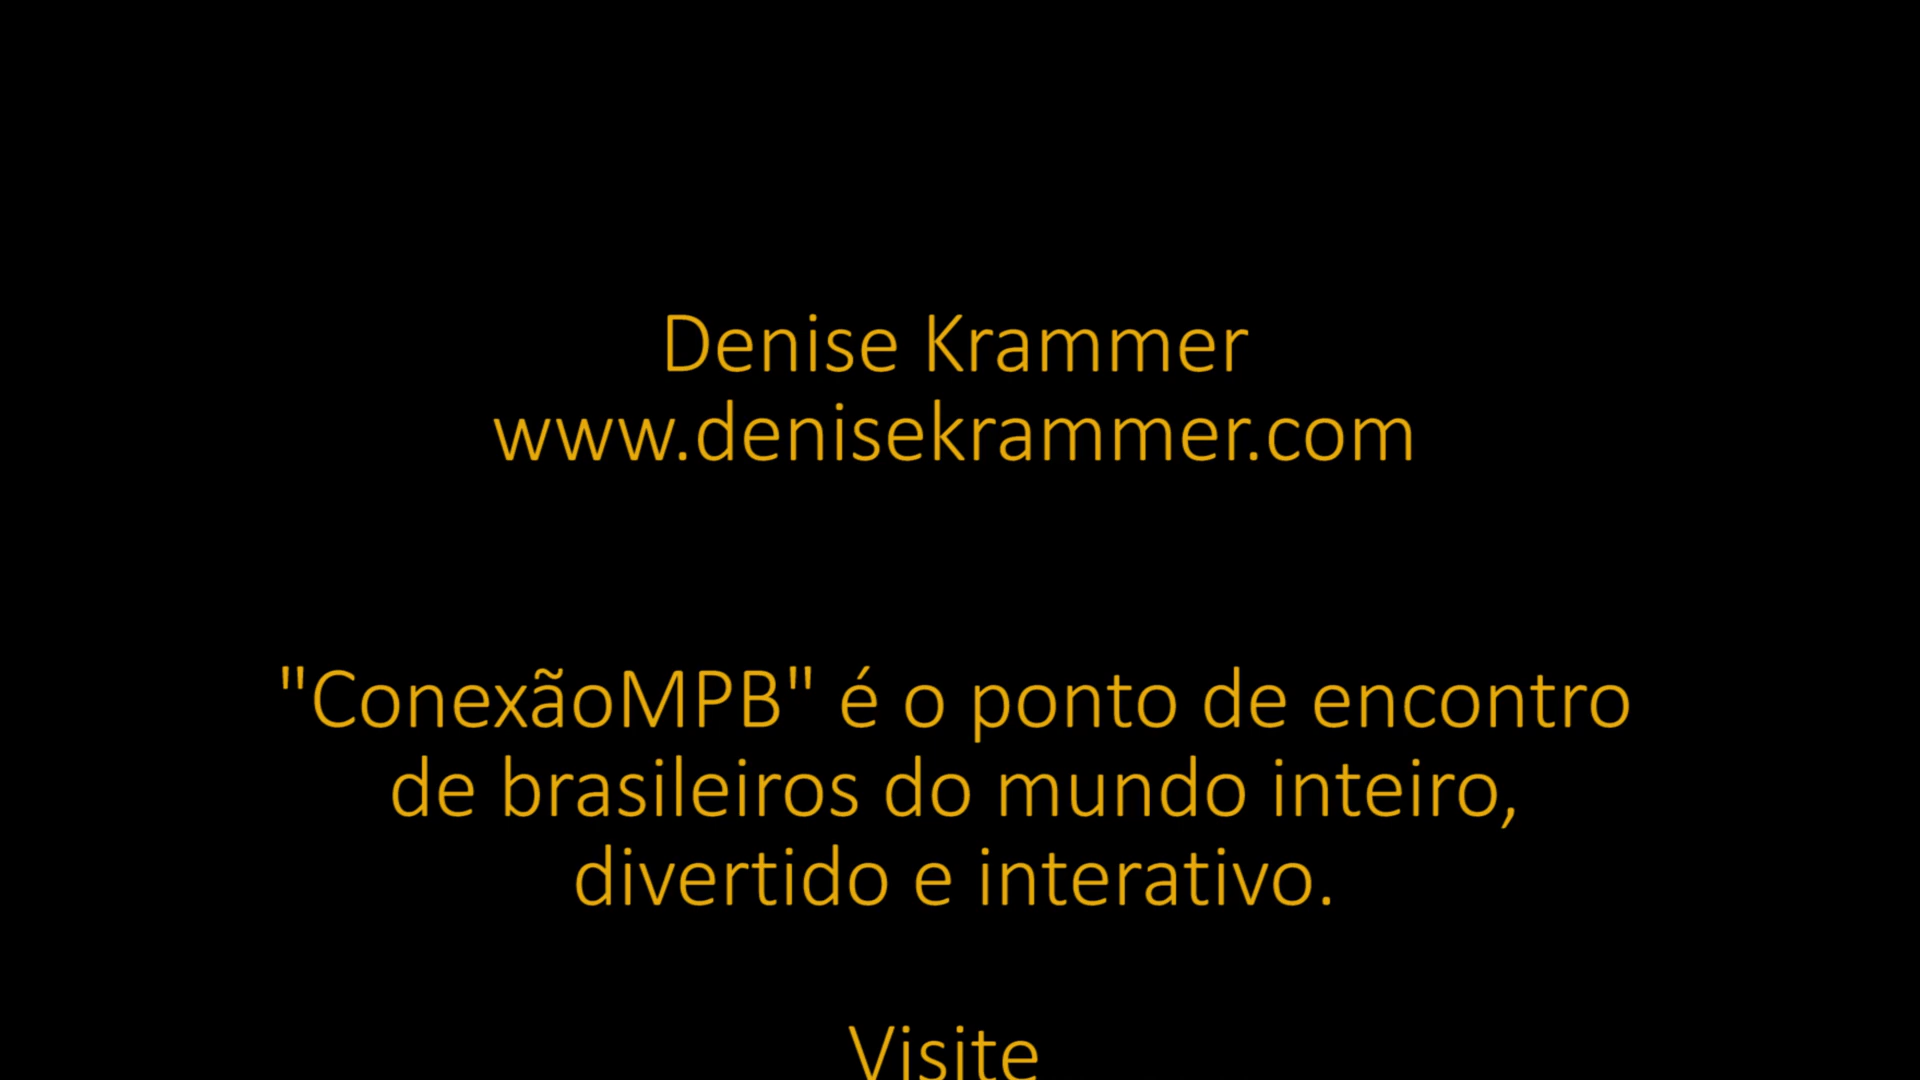 Denise Krammer
www.denisekrammer.com
"ConexãoMPB" é o ponto de encontro
de brasileiros do mundo inteiro,
divertido e interativo.
Visite